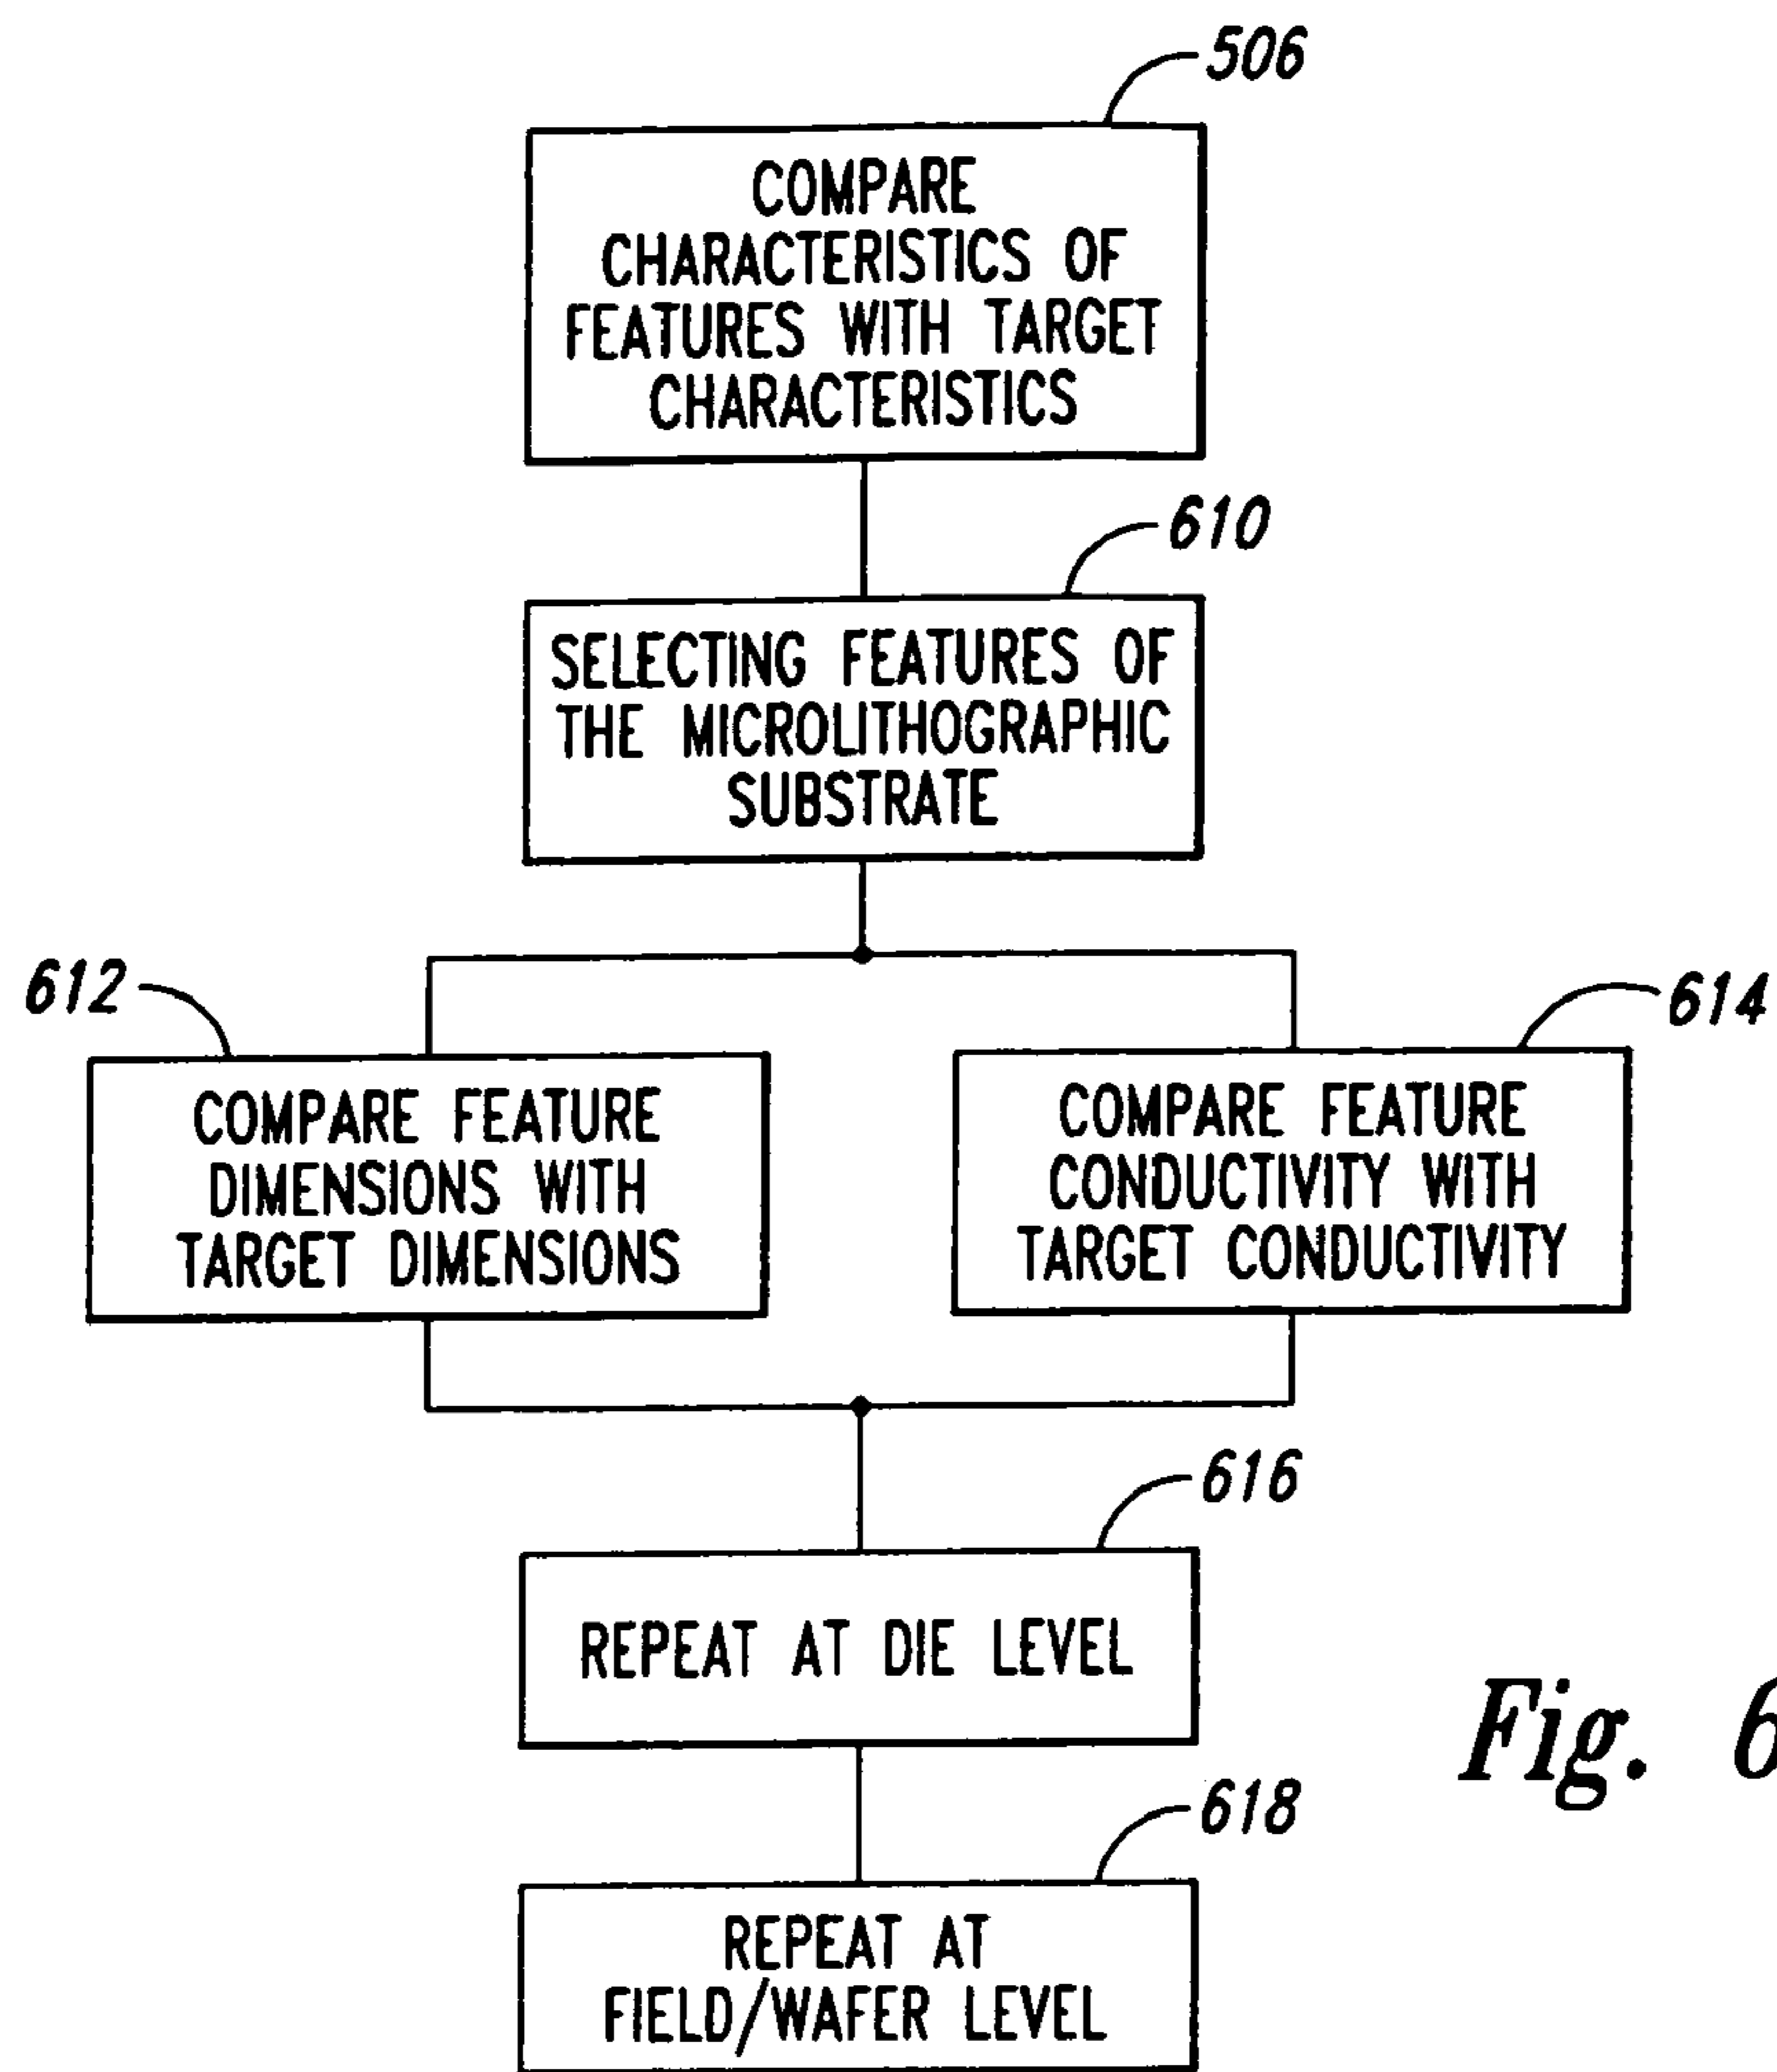 506
COMPARE
CHARACTERISTICS OF
FEATURES WITH TARGET
CHARACTERISTICS
610
SELECTING FEATURES OF
THE MICROLITHOGRAPHIC
SUBSTRATE
612
614
COMPARE FEATURE
DIMENSIONS WITH
TARGET DIMENSIONS
COMPARE FEATURE
CONDUCTIVITY WITH
TARGET CONDUCTIVITY
616
REPEAT AT DIE LEVEL
Fig. 6
618
REPEAT AT
FIELD/WAFER LEVEL